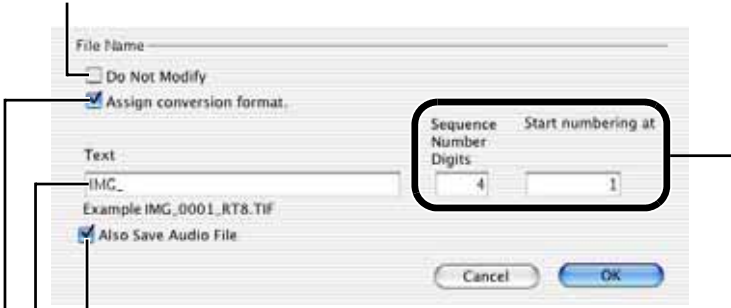 File Name
Do Not Modify
Assign conversion format.
Sequence Number Digits
Start numbering at
Text
IMG_
4
1
Example IMG_0001_RT8.TIF
Also Save Audio File
Cancel
OK